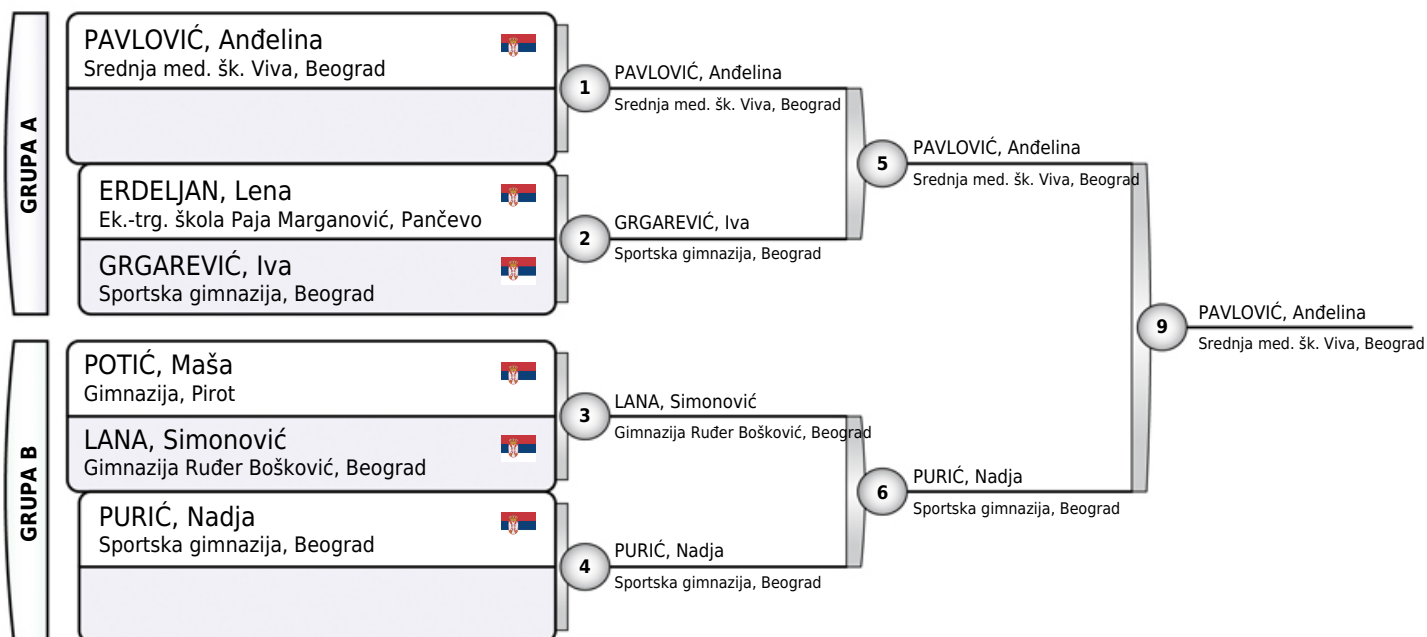 GRUPA A
PAVLOVIĆ, Anđelina
Srednja med. šk. Viva, Beograd
ERDELJAN, Lena
Ek.-trg. škola Paja Marganović, Pančevo
GRGAREVIĆ, Iva
Sportska gimnazija, Beograd
GRUPA B
POTIĆ, Maša
Gimnazija, Pirot
LANA, Simonović
Gimnazija Ruđer Bošković, Beograd
PURIĆ, Nadja
Sportska gimnazija, Beograd
1
PAVLOVIĆ, Anđelina
Srednja med. šk. Viva, Beograd
2
GRGAREVIĆ, Iva
Sportska gimnazija, Beograd
3
LANA, Simonović
Gimnazija Ruđer Bošković, Beograd
4
PURIĆ, Nadja
Sportska gimnazija, Beograd
5
PAVLOVIĆ, Anđelina
Srednja med. šk. Viva, Beograd
6
PURIĆ, Nadja
Sportska gimnazija, Beograd
9
PAVLOVIĆ, Anđelina
Srednja med. šk. Viva, Beograd